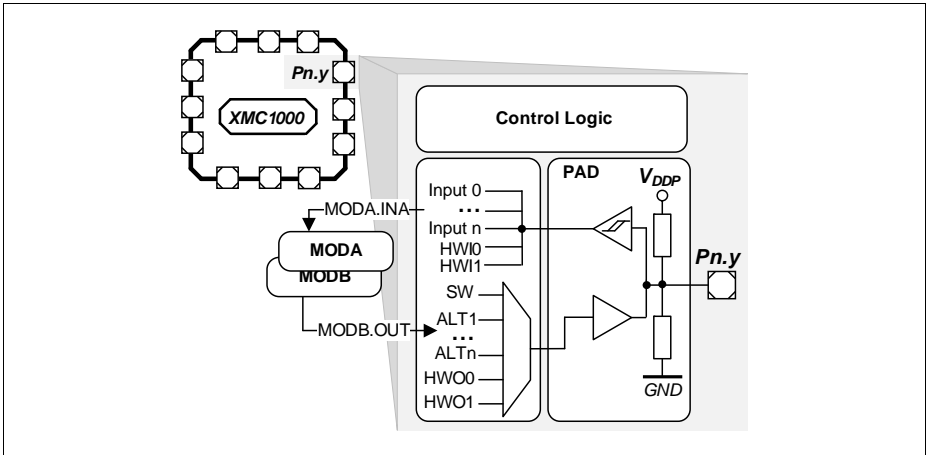 Pn.y
XMC1000
Control Logic
PAD
VDDP
Input 0
...
MODA.INA
Input n
HWI0
HWI1
MODA
MODB
Pn.y
SW
ALT1
MODB.OUT
...
ALTn
HWO0
HWO1
GND